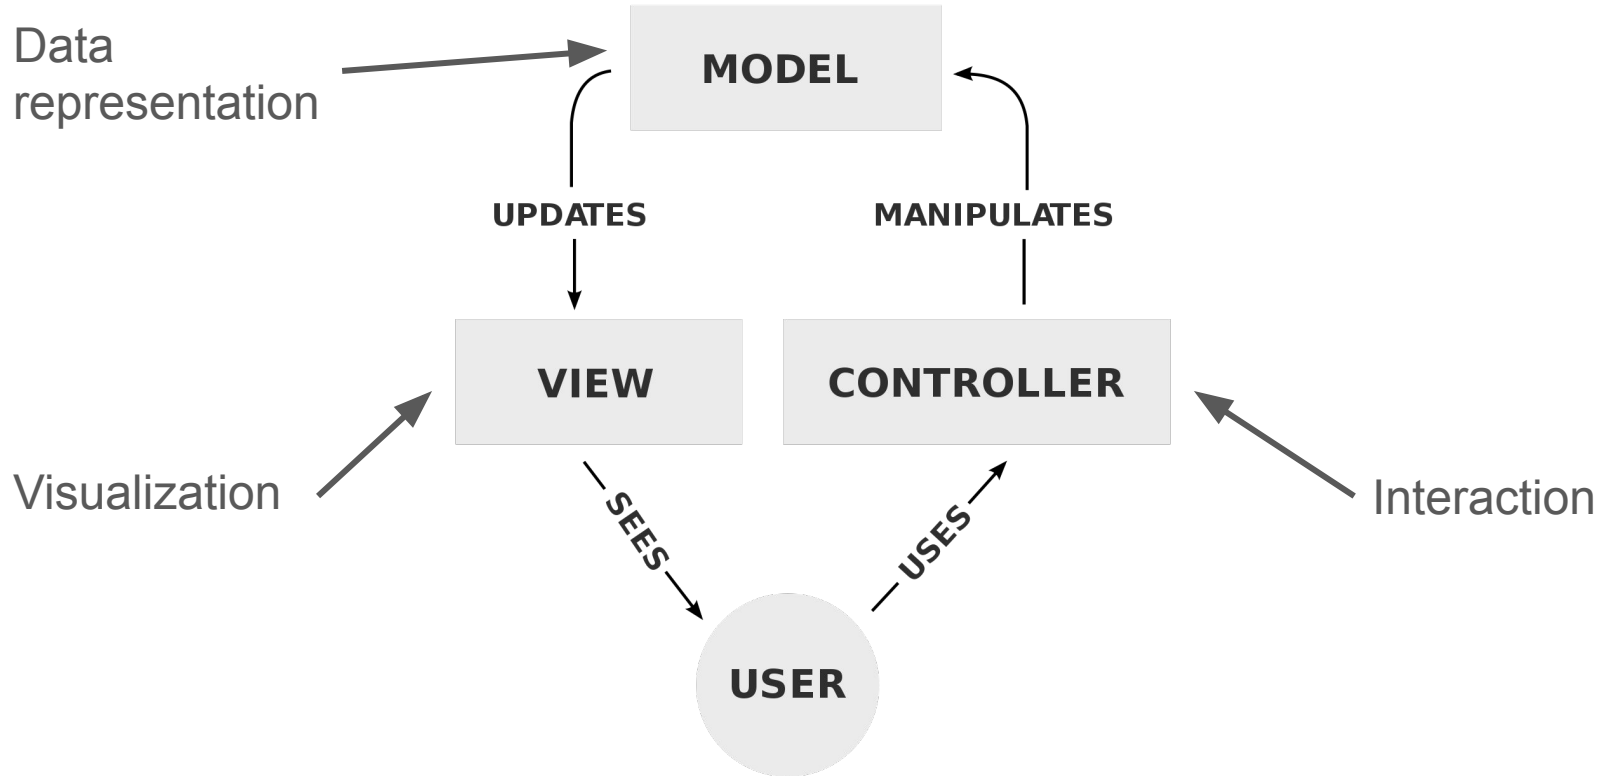 Data
representation
MODEL
UPDATES
MANIPULATES
VIEW
CONTROLLER
Visualization
Interaction
SEES
USES
USER